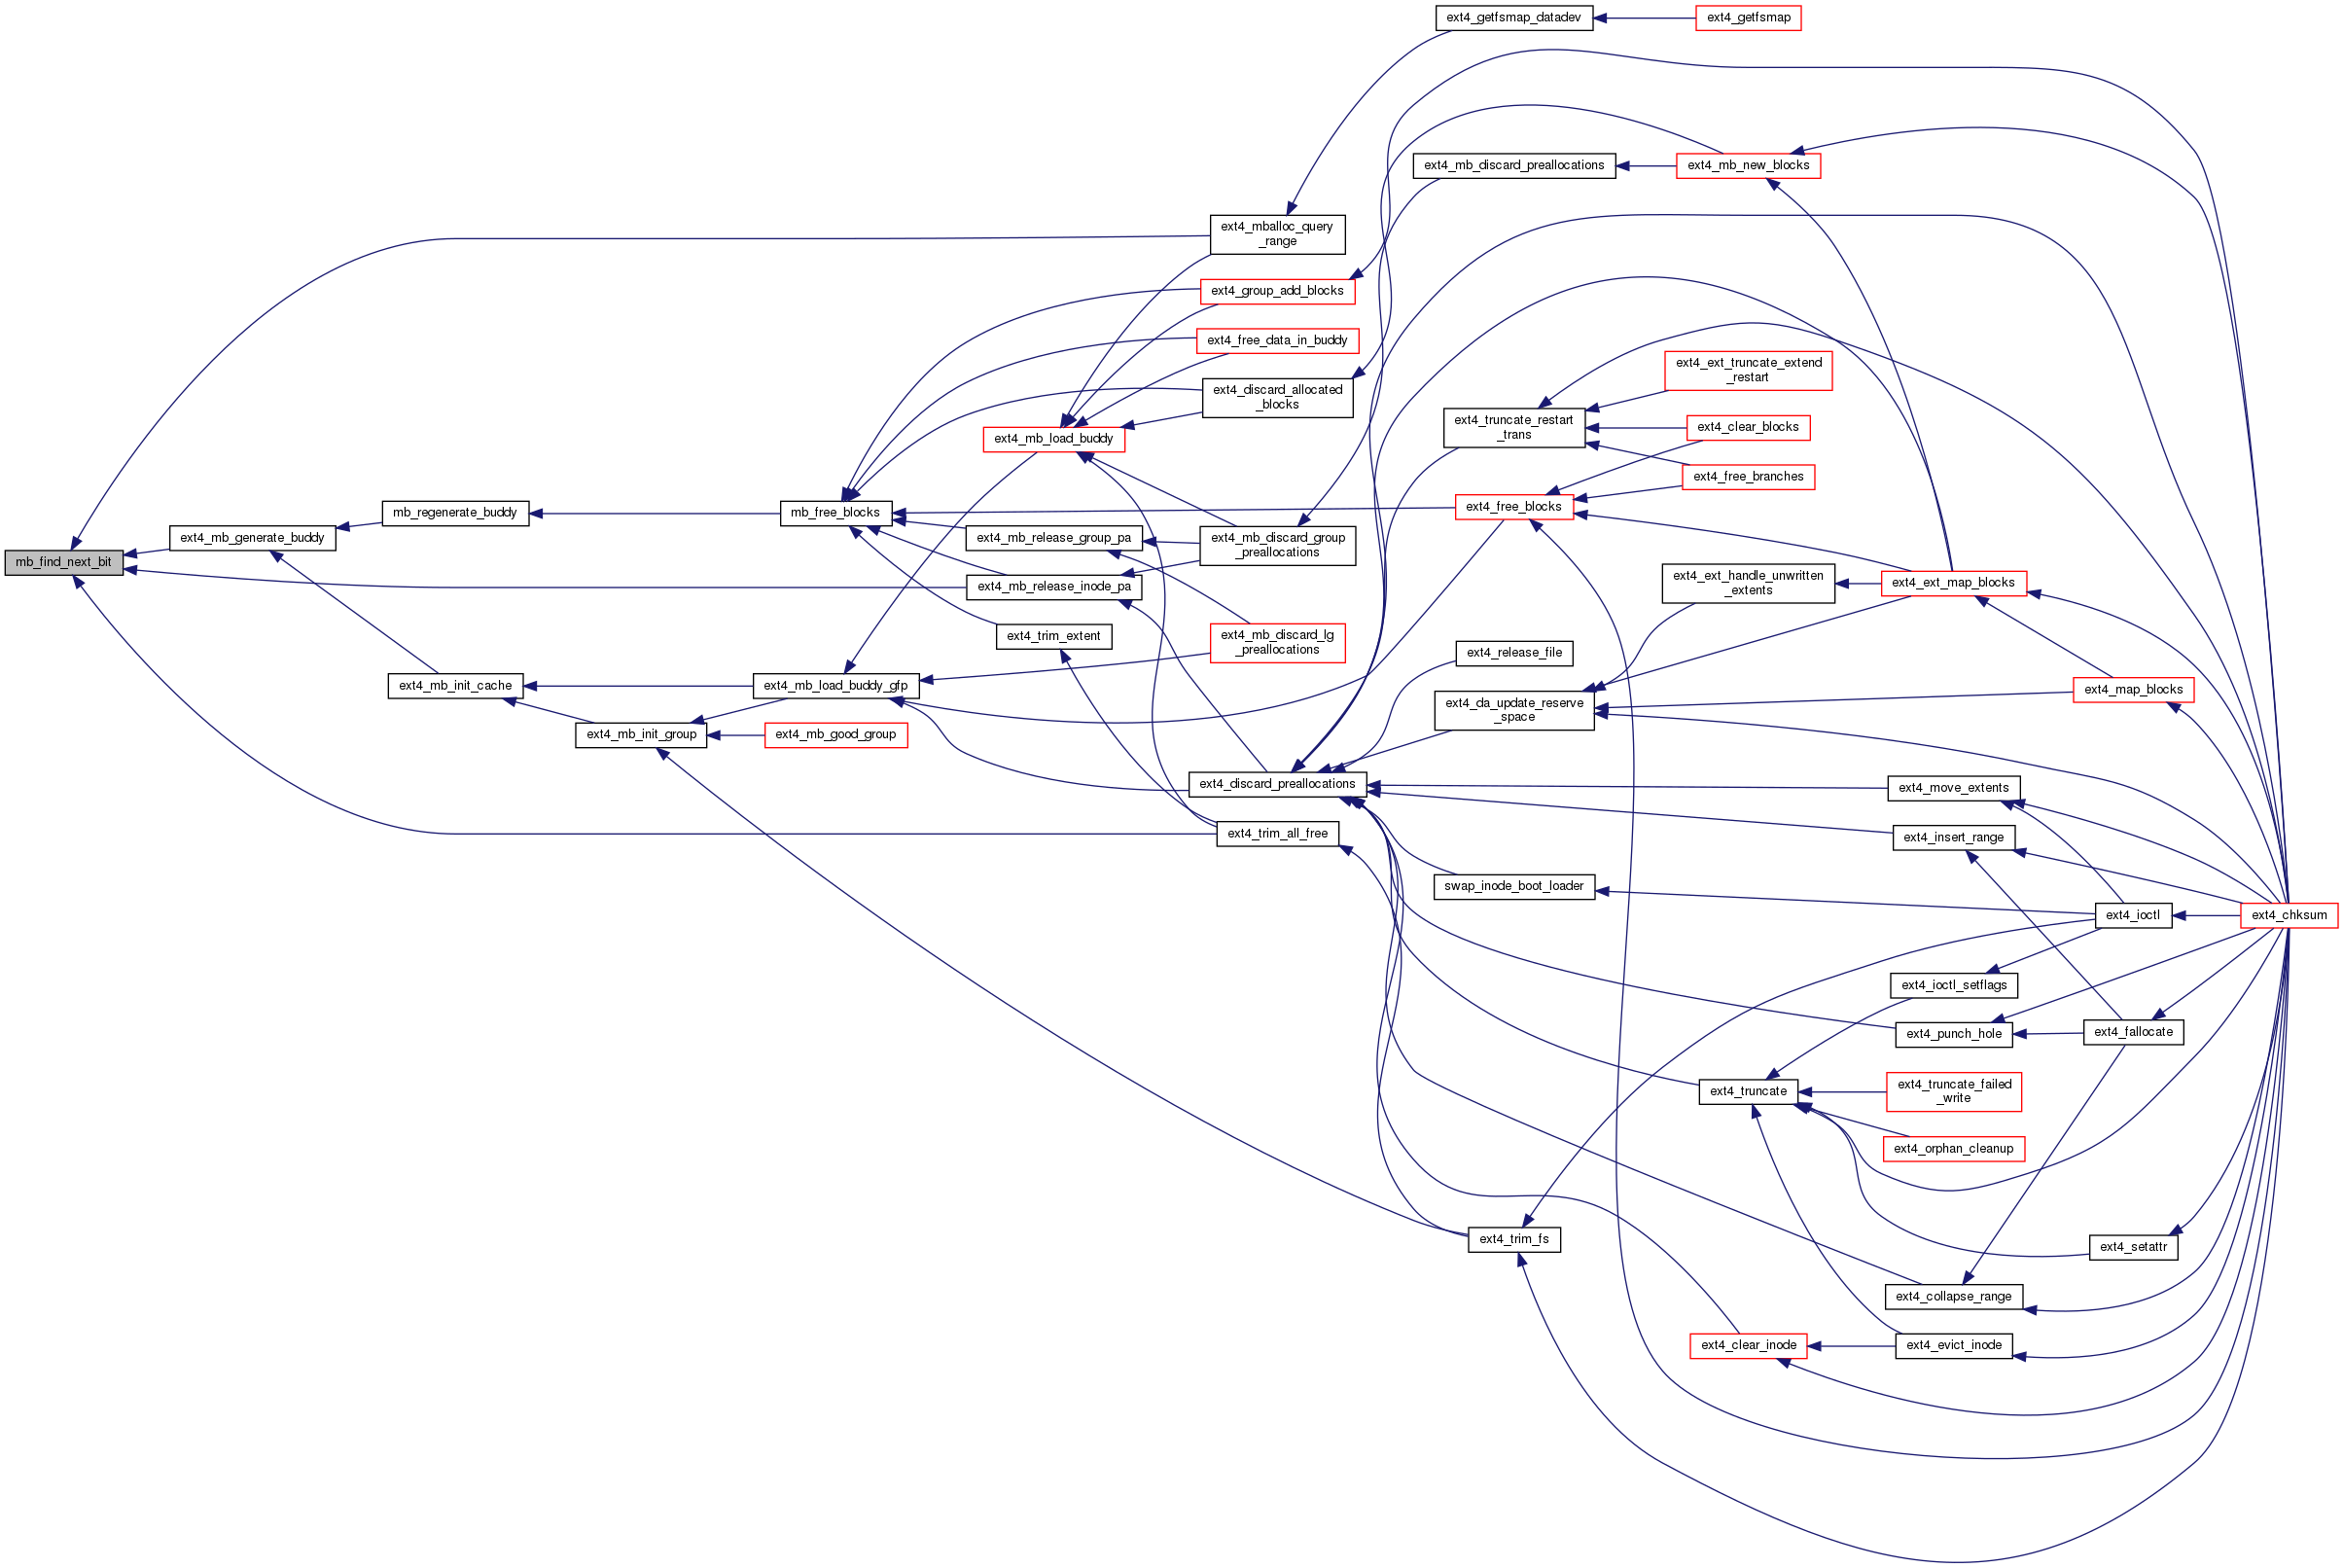 ext4_getfsmap_datadev
ext4_getfsmap
ext4_mb_discard_preallocations
ext4_mb_new_blocks
ext4_mballoc_query
_range
ext4_group_add_blocks
ext4_free_data_in_buddy
ext4_ext_truncate_extend
_restart
ext4_discard_allocated
_blocks
ext4_truncate_restart
_trans
ext4_clear_blocks
ext4_mb_load_buddy
ext4_free_branches
mb_regenerate_buddy
mb_free_blocks
ext4_free_blocks
ext4_mb_generate_buddy
ext4_mb_release_group_pa
ext4_mb_discard_group
_preallocations
mb_find_next_bit
ext4_mb_release_inode_pa
ext4_ext_handle_unwritten
_extents
ext4_ext_map_blocks
ext4_trim_extent
ext4_mb_discard_lg
_preallocations
ext4_release_file
ext4_mb_init_cache
ext4_mb_load_buddy_gfp
ext4_da_update_reserve
_space
ext4_map_blocks
ext4_mb_init_group
ext4_mb_good_group
ext4_discard_preallocations
ext4_move_extents
ext4_trim_all_free
ext4_insert_range
swap_inode_boot_loader
ext4_ioctl
ext4_chksum
ext4_ioctl_setflags
ext4_punch_hole
ext4_fallocate
ext4_truncate
ext4_truncate_failed
_write
ext4_orphan_cleanup
ext4_trim_fs
ext4_setattr
ext4_collapse_range
ext4_clear_inode
ext4_evict_inode